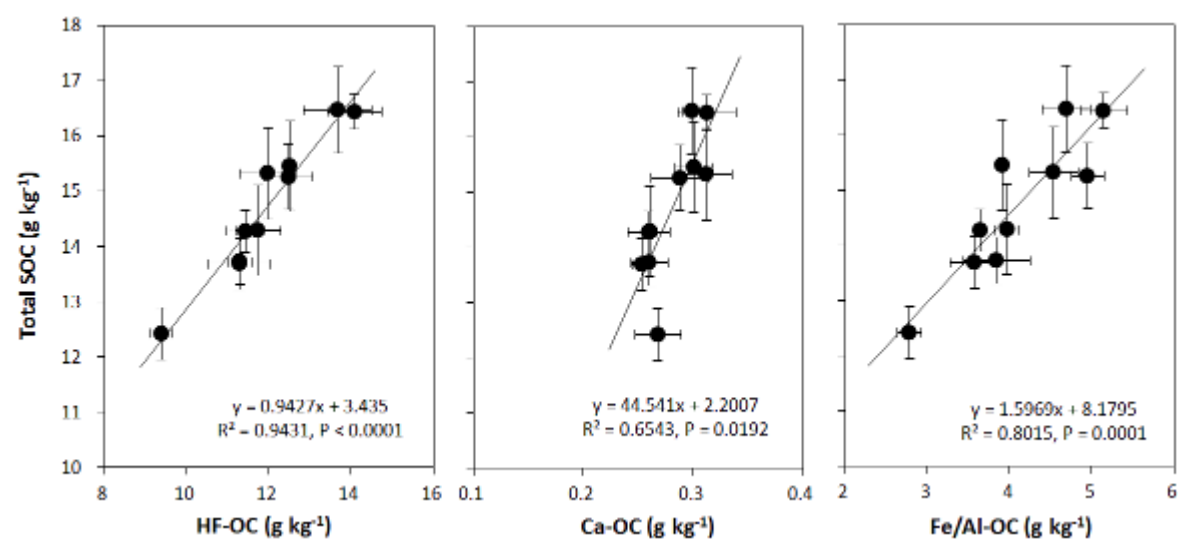 Total SOC (g kg⁻¹)
18
17
16
15
14
13
12
11
10
y = 0.9427x + 3.435
R² = 0.9431, P < 0.0001
8 10 12 14 16
HF-OC (g kg⁻¹)
y = 44.541x + 2.2007
R² = 0.6543, P = 0.0192
0.1 0.2 0.3 0.4
Ca-OC (g kg⁻¹)
y = 1.5969x + 8.1795
R² = 0.8015, P = 0.0001
2 3 4 5 6
Fe/Al-OC (g kg⁻¹)